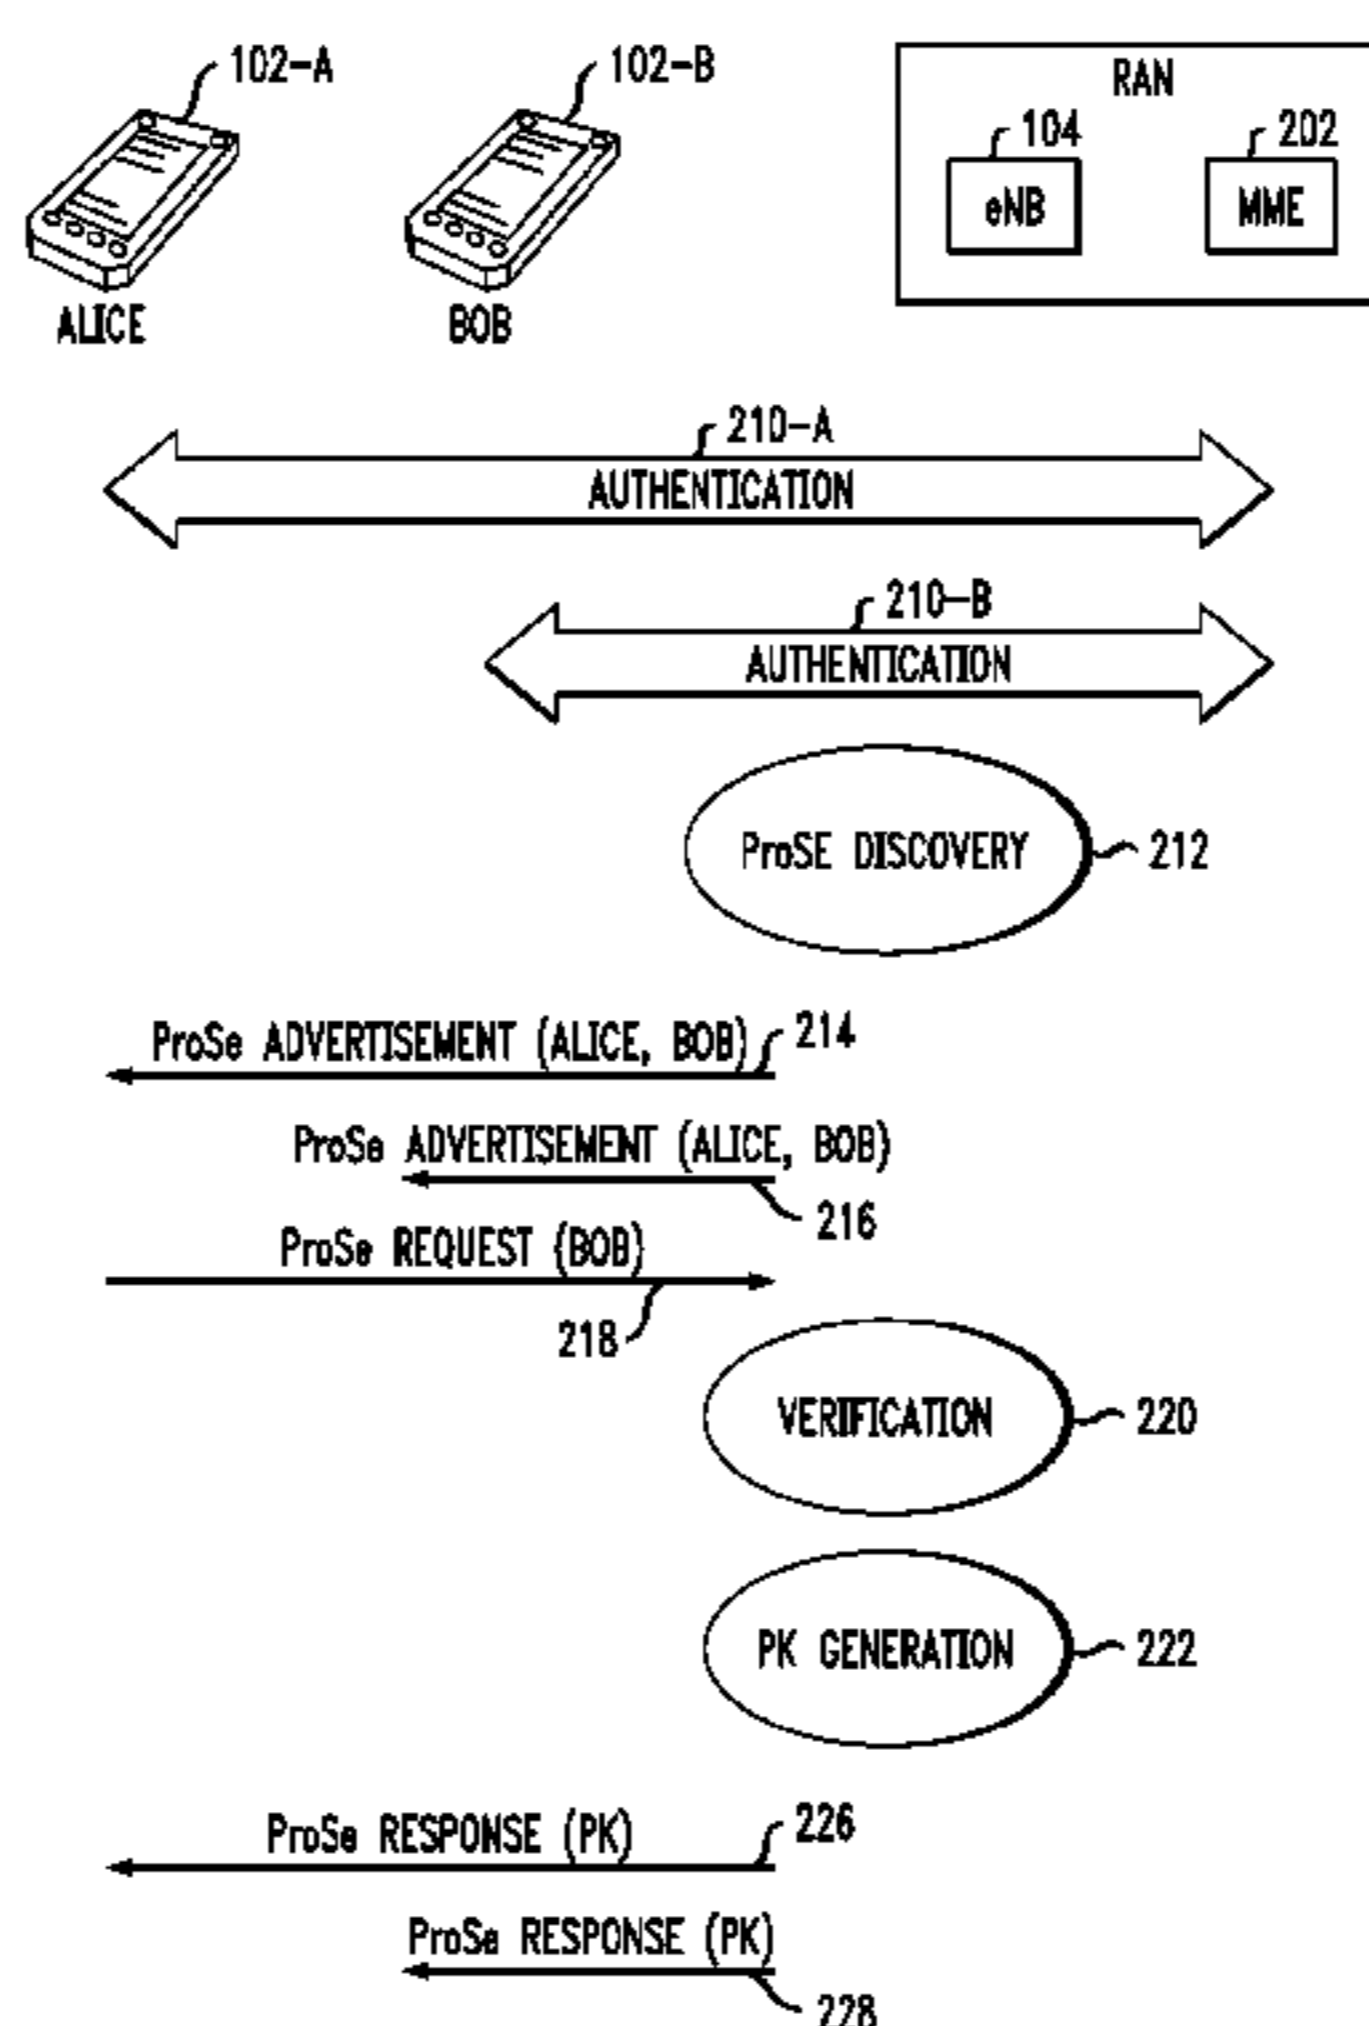 102-A
102-B
RAN
104
202
eNB
MME
ALICE
BOB
210-A
AUTHENTICATION
210-B
AUTHENTICATION
ProSE DISCOVERY
212
ProSe ADVERTISEMENT (ALICE, BOB)
214
ProSe ADVERTISEMENT (ALICE, BOB)
216
ProSe REQUEST (BOB)
218
VERIFICATION
220
PK GENERATION
222
ProSe RESPONSE (PK)
226
ProSe RESPONSE (PK)
228